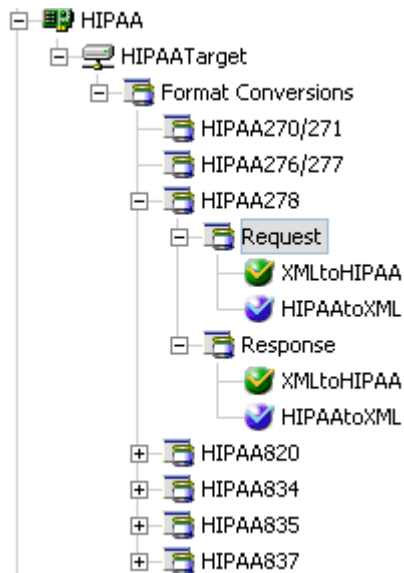 HIPAA
HIPAATarget
Format Conversions
HIPAA270/271
HIPAA276/277
HIPAA278
Request
XMLtoHIPAA
HIPAAtoXML
Response
XMLtoHIPAA
HIPAAtoXML
HIPAA820
HIPAA834
HIPAA835
HIPAA837